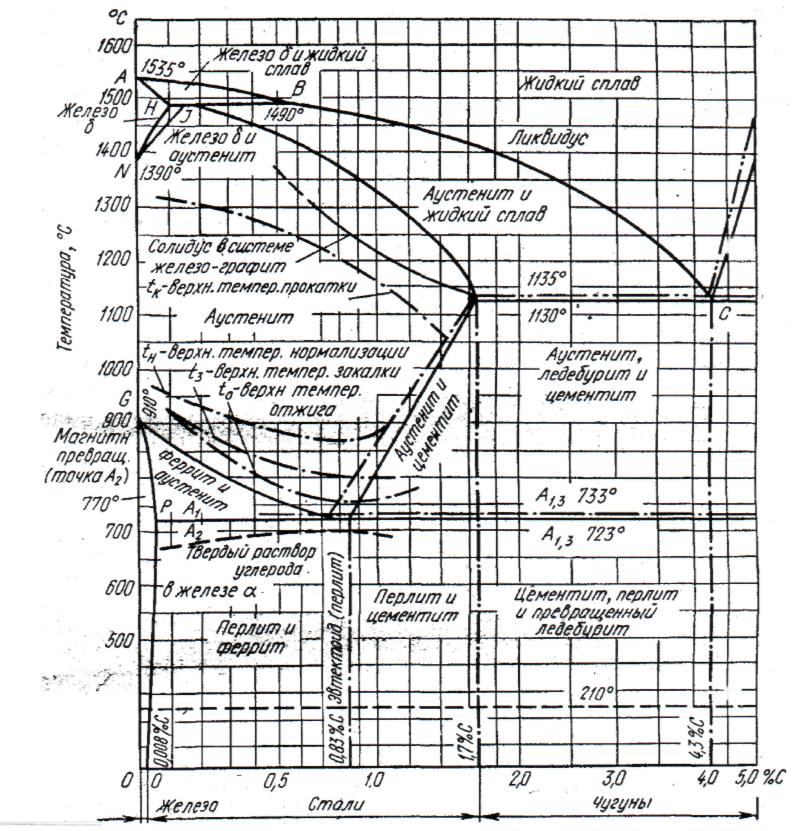 °C
°C
1600
1500
1400
1300
1200
1100
1000
900
700
600
500
0
Температура, °C
A
1535°
Железо δ и жидкий
сплав
B
Жидкий сплав
Железо
δ
H
J
1490°
Железо δ и
аустенит
Ликвидус
N
1390°
Аустенит и
жидкий сплав
Солидус в системе
железо-графит
tк-верхн. темпер. прокатки
1135°
1130°
C
Аустенит
tн-верхн. темпер. нормализации
tз-верхн. темпер. закалки
tо-верхн темпер.
отжига
Аустенит,
ледебурит и
цементит
Аустенит и
цементит
G
910°
Магнитн
превращ.
(точка A₂)
770°
феррит и
аустенит
P
A₁
A₂
A₁,₃ 733°
A₁,₃ 723°
Твердый раствор
углерода
в железе α
Перлит и
феррит
Эвтектоид (перлит)
Перлит и
цементит
Цементит, перлит
и превращенный
ледебурит
210°
0,008%C
0,83%C
1,7%C
4,3%C
0
0,5
1,0
2,0
3,0
4,0
5,0 %C
Железо
Стали
Чугуны